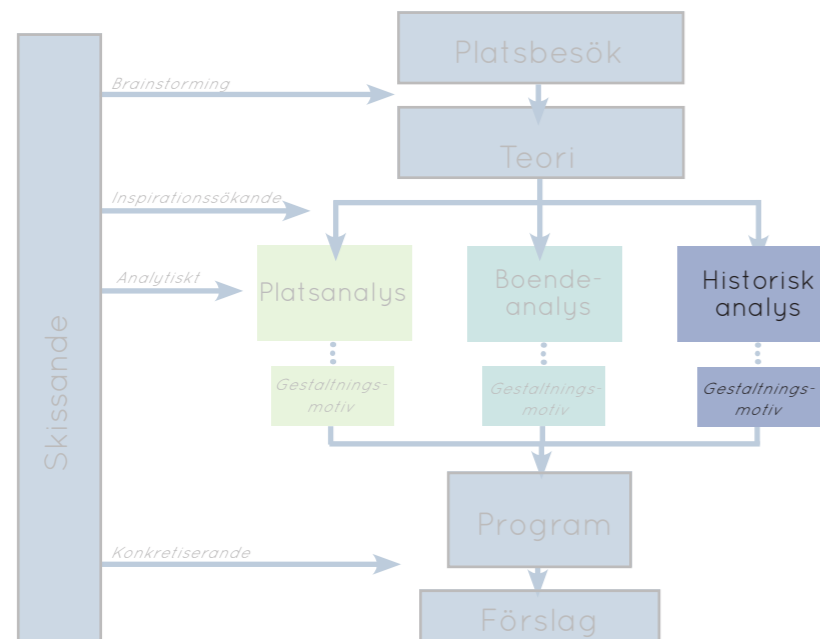 Platsbesök
Brainstorming
Teori
Inspirationssökande
Analytiskt
Platsanalys
Boende-
analys
Historisk
analys
Gestaltnings-
motiv
Gestaltnings-
motiv
Gestaltnings-
motiv
Skissande
Program
Konkretiserande
Förslag